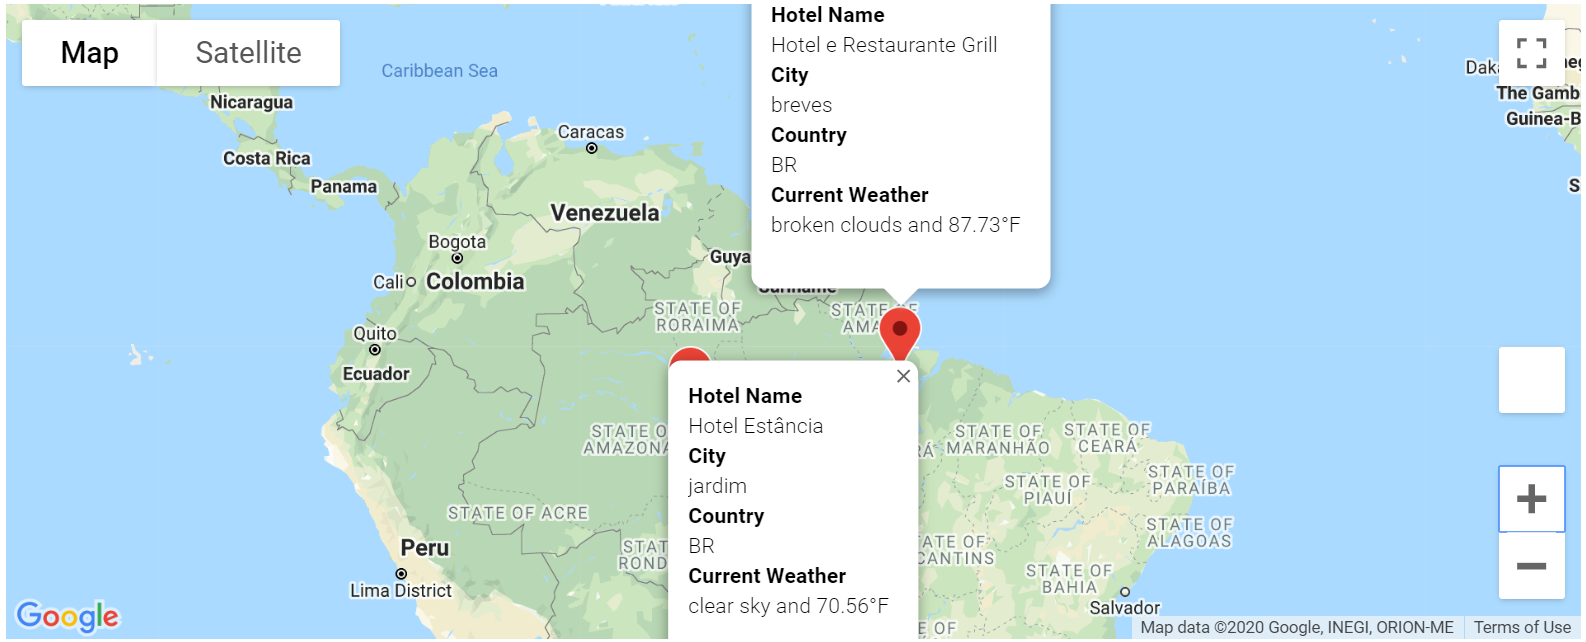 Map
Satellite
Caribbean Sea
Nicaragua
Costa Rica
Panama
Caracas
Venezuela
Bogota
Cali
Colombia
Quito
Ecuador
Guya
Suriname
STATE OF
RORAIMA
STATE OF
AMA
Hotel Name
Hotel e Restaurante Grill
City
breves
Country
BR
Current Weather
broken clouds and 87.73°F
Hotel Name
Hotel Estância
City
jardim
Country
BR
Current Weather
clear sky and 70.56°F
STATE O
AMAZONA
STATE OF ACRE
STAT
ROND
Peru
Lima District
RÁ
STATE OF
MARANHÃO
STATE OF
CEARÁ
STATE OF
PIAUÍ
STATE OF
PARAÍBA
STATE OF
ALAGOAS
ATE OF
CANTINS
STATE OF
BAHIA
Salvador
E OF
Daka
neg
The Gamb
Guinea-B
S
Google
Map data ©2020 Google, INEGI, ORION-ME
Terms of Use